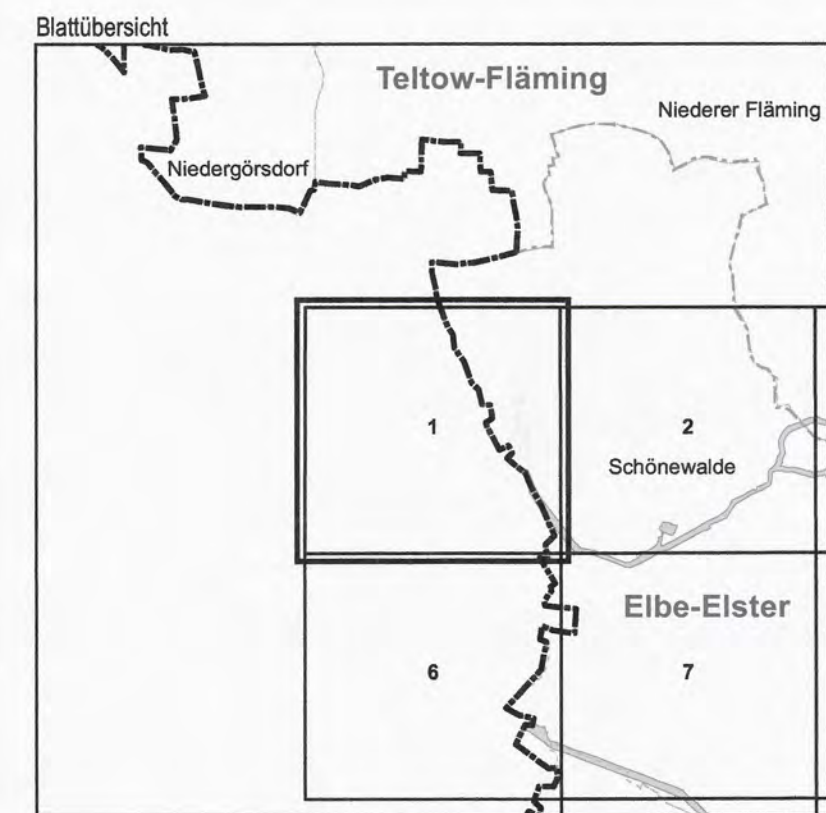 Blattübersicht
Teltow-Fläming
Niederer Fläming
Niedergörsdorf
1
2
Schönewalde
Elbe-Elster
6
7